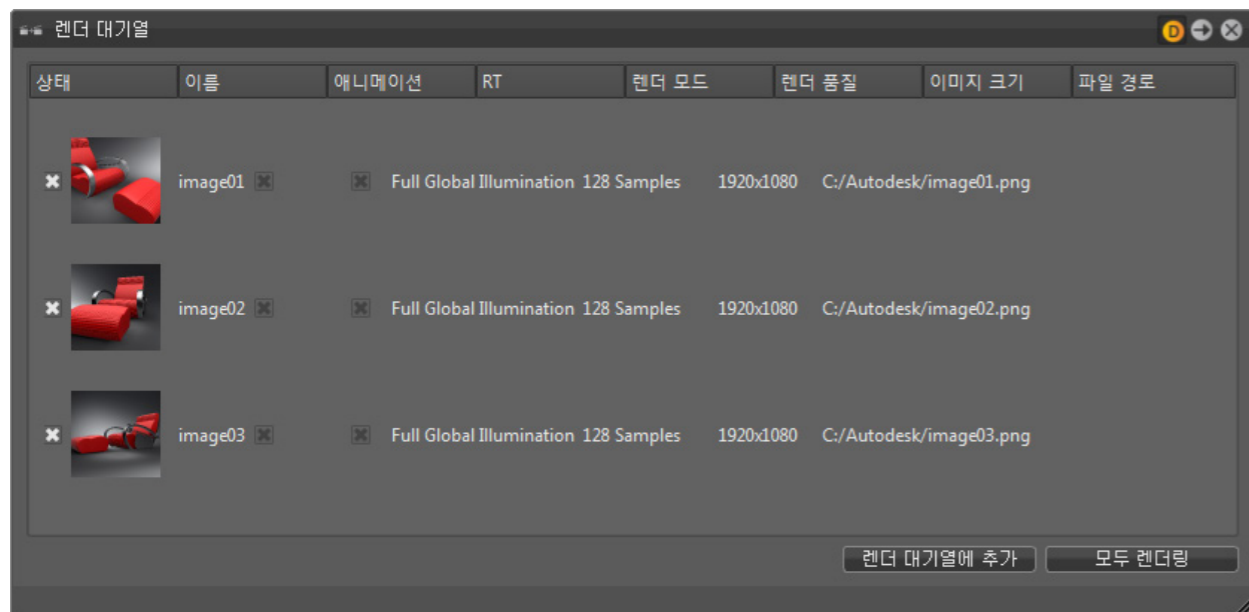 렌더 대기열 D
상태 이름 애니메이션 RT 렌더 모드 렌더 품질 이미지 크기 파일 경로
image01 Full Global Illumination 128 Samples 1920x1080 C:/Autodesk/image01.png
image02 Full Global Illumination 128 Samples 1920x1080 C:/Autodesk/image02.png
image03 Full Global Illumination 128 Samples 1920x1080 C:/Autodesk/image03.png
렌더 대기열에 추가 모두 렌더링